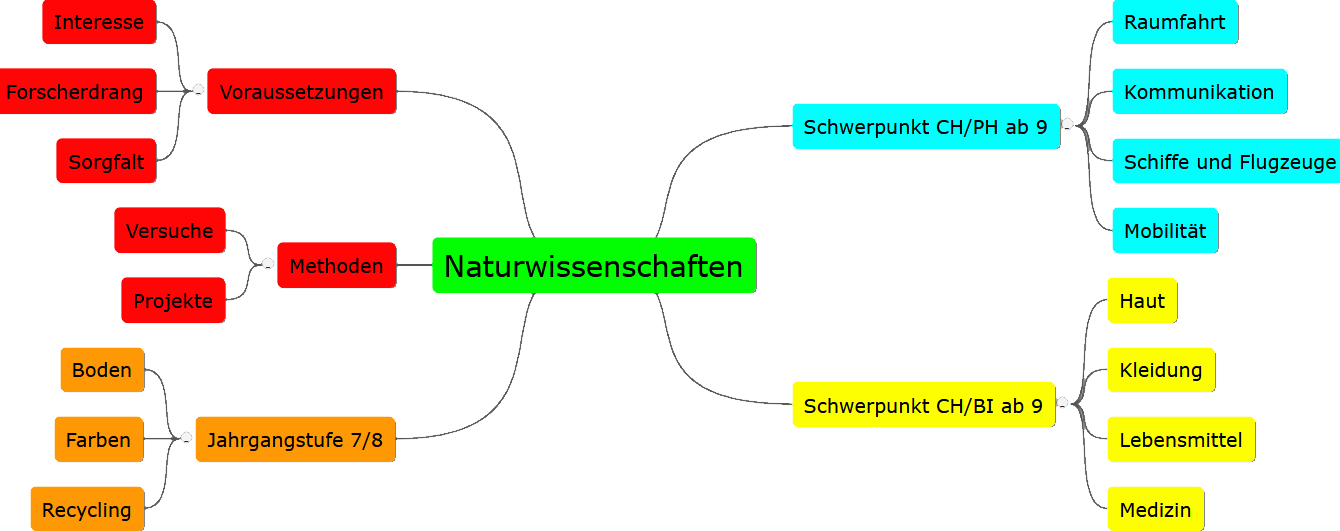 Interesse
Forscherdrang
Sorgfalt
Voraussetzungen
Versuche
Projekte
Methoden
Boden
Farben
Recycling
Jahrgangstufe 7/8
Naturwissenschaften
Schwerpunkt CH/PH ab 9
Raumfahrt
Kommunikation
Schiffe und Flugzeuge
Mobilität
Schwerpunkt CH/BI ab 9
Haut
Kleidung
Lebensmittel
Medizin